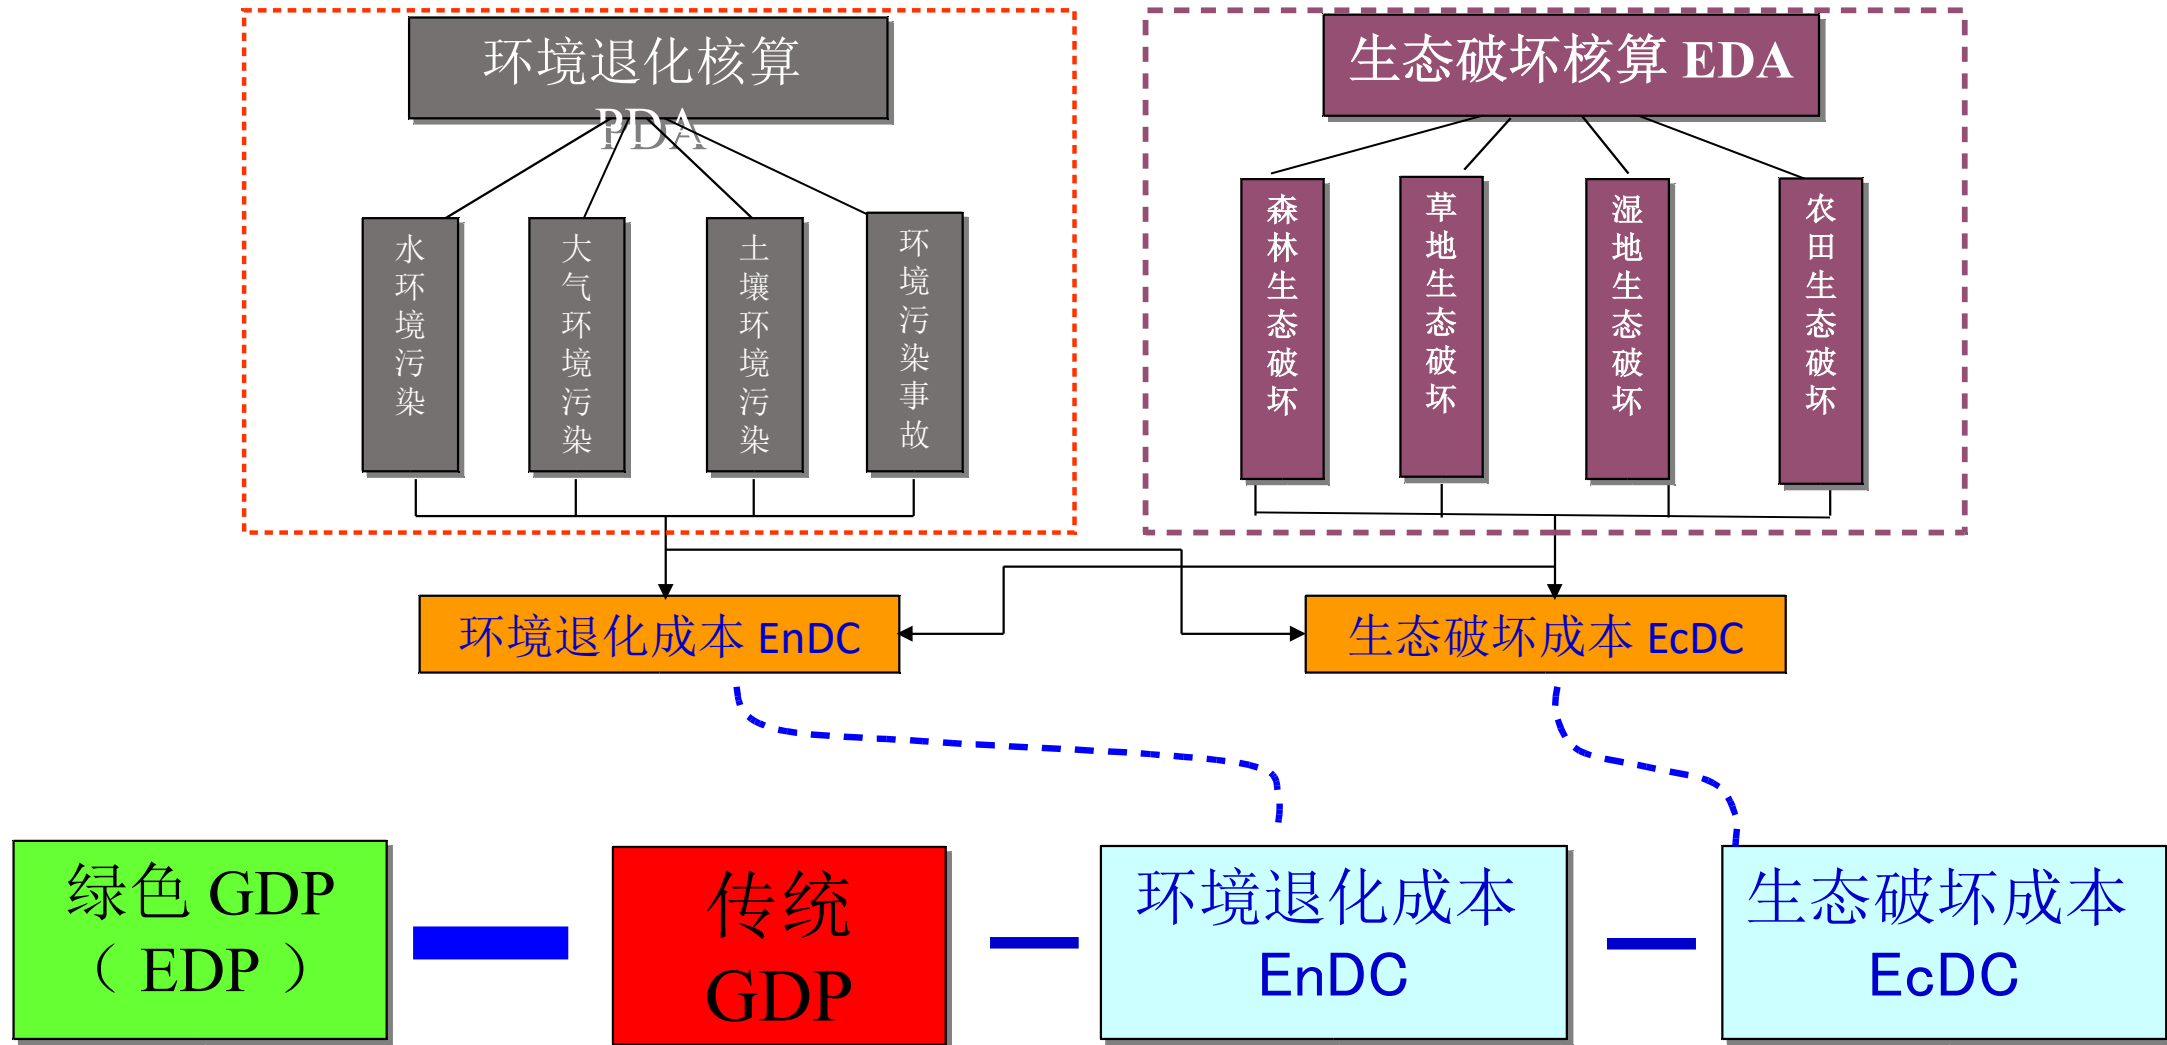 环境退化核算
PDA
生态破坏核算 EDA
水环境污染
大气环境污染
土壤环境污染
环境污染事故
森林生态破坏
草地生态破坏
湿地生态破坏
农田生态破坏
环境退化成本 EnDC
生态破坏成本 EcDC
绿色 GDP
（ EDP ）
传统
GDP
环境退化成本
EnDC
生态破坏成本
EcDC